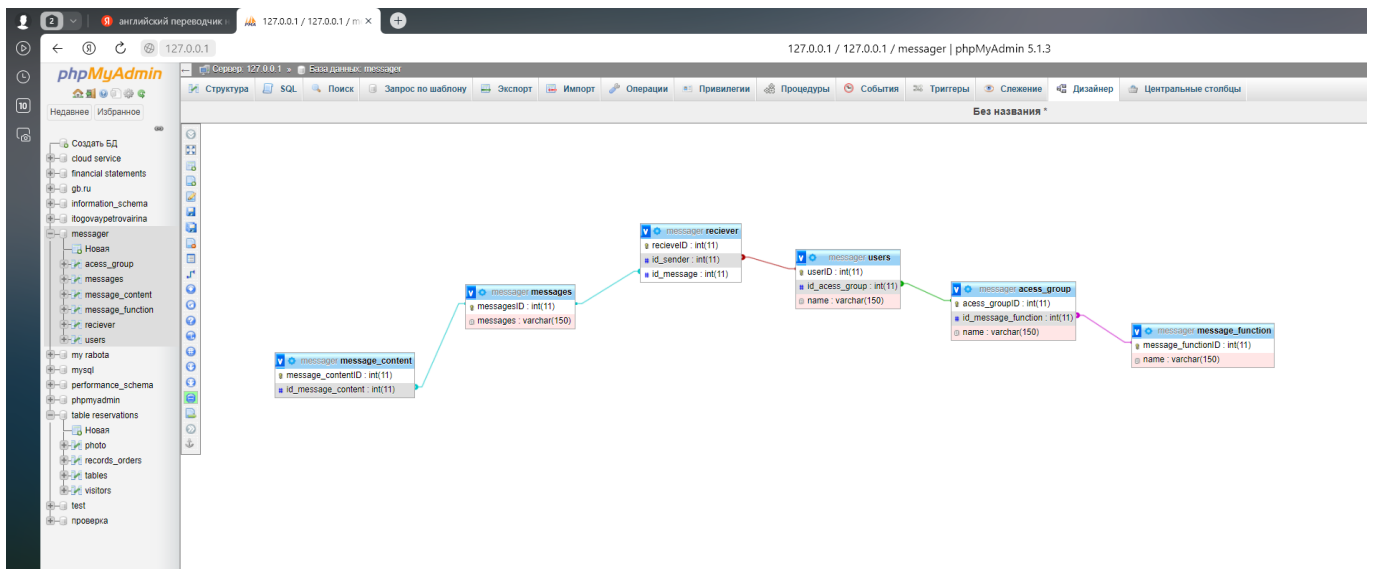 2
Я английский переводчик н
127.0.0.1 / 127.0.0.1 / m
127.0.0.1
127.0.0.1 / 127.0.0.1 / messager | phpMyAdmin 5.1.3
10
phpMyAdmin
Недавнее Избранное
Создать БД
cloud service
financial statements
gb.ru
information_schema
itogovaypetrovairina
messager
Новая
acess_group
messages
message_content
message_function
reciever
users
my rabota
mysql
performance_schema
phpmyadmin
table reservations
Новая
photo
records_orders
tables
visitors
test
проверка
Сервер: 127.0.0.1 » База данных: messager
Структура SQL Поиск Запрос по шаблону Экспорт Импорт Операции Привилегии Процедуры События Триггеры Слежение Дизайнер Центральные столбцы
Без названия *
messager reciever
recieveID : int(11)
id_sender : int(11)
id_message : int(11)
messager users
userID : int(11)
id_acess_group : int(11)
name : varchar(150)
messager acess_group
acess_groupID : int(11)
id_message_function : int(11)
name : varchar(150)
messager messages
messagesID : int(11)
messages : varchar(150)
messager message_function
message_functionID : int(11)
name : varchar(150)
messager message_content
message_contentID : int(11)
id_message_content : int(11)